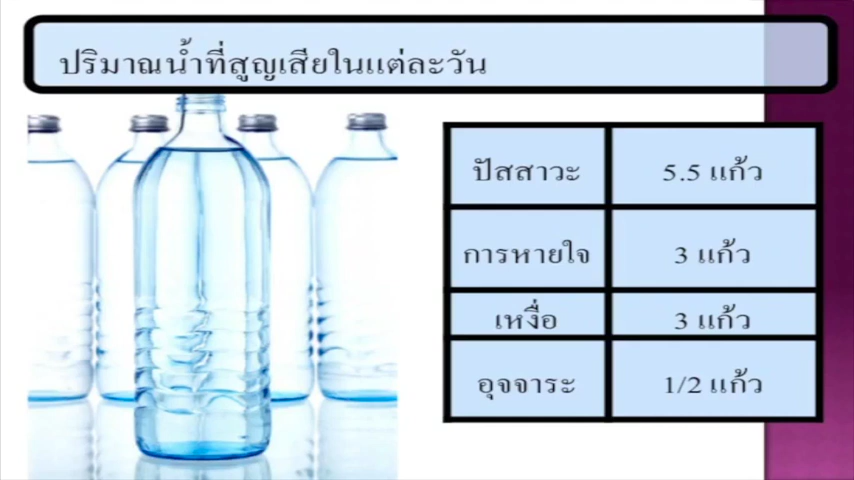 ปริมาณน้ำที่สูญเสียในแต่ละวัน
ปัสสาวะ 5.5 แก้ว
การหายใจ 3 แก้ว
เหงื่อ 3 แก้ว
อุจจาระ 1/2 แก้ว